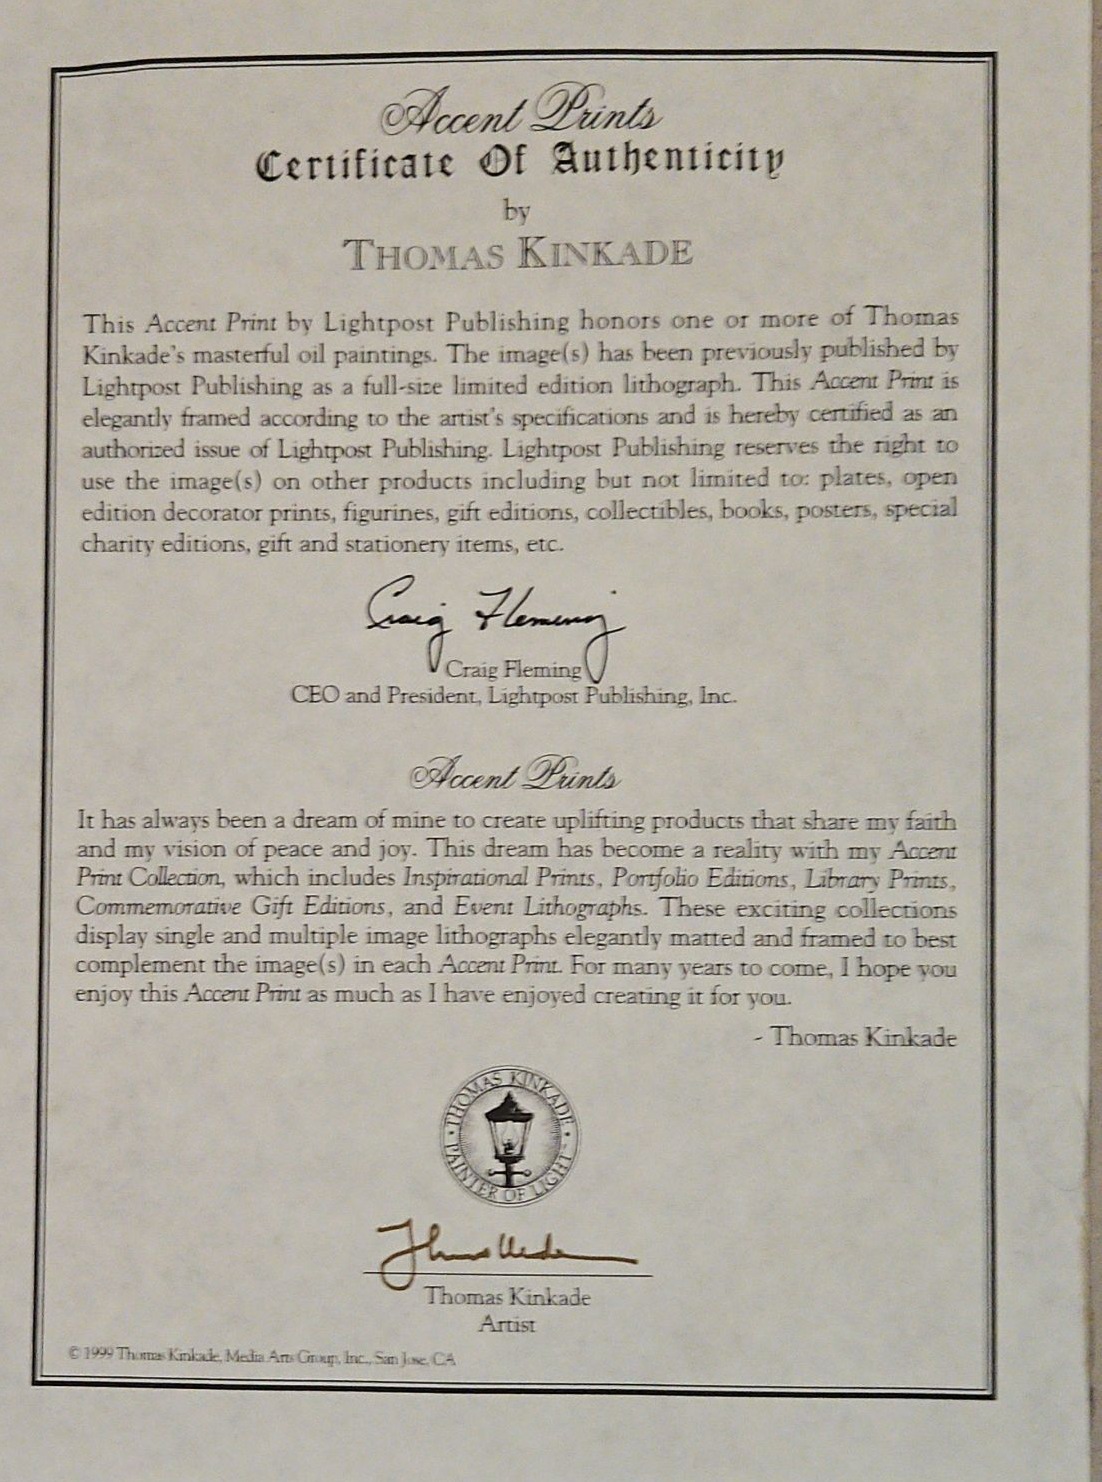 Accent Prints
Certificate Of Authenticity
by
THOMAS KINKADE
This Accent Print by Lightpost Publishing honors one or more of Thomas
Kinkade's masterful oil paintings. The image(s) has been previously published by
Lightpost Publishing as a full-size limited edition lithograph. This Accent Print is
elegantly framed according to the artist's specifications and is hereby certified as an
authorized issue of Lightpost Publishing. Lightpost Publishing reserves the right to
use the image(s) on other products including but not limited to: plates, open
edition decorator prints, figurines, gift editions, collectibles, books, posters, special
charity editions, gift and stationery items, etc.
Craig Fleming
Craig Fleming
CEO and President, Lightpost Publishing, Inc.
Accent Prints
It has always been a dream of mine to create uplifting products that share my faith
and my vision of peace and joy. This dream has become a reality with my Accent
Print Collection, which includes Inspirational Prints, Portfolio Editions, Library Prints,
Commemorative Gift Editions, and Event Lithographs. These exciting collections
display single and multiple image lithographs elegantly matted and framed to best
complement the image(s) in each Accent Print. For many years to come, I hope you
enjoy this Accent Print as much as I have enjoyed creating it for you.
- Thomas Kinkade
THOMAS KINKADE
· PAINTER OF LIGHT ·
Thomas Kinkade
Artist
© 1999 Thomas Kinkade, Media Arts Group, Inc., San Jose, CA